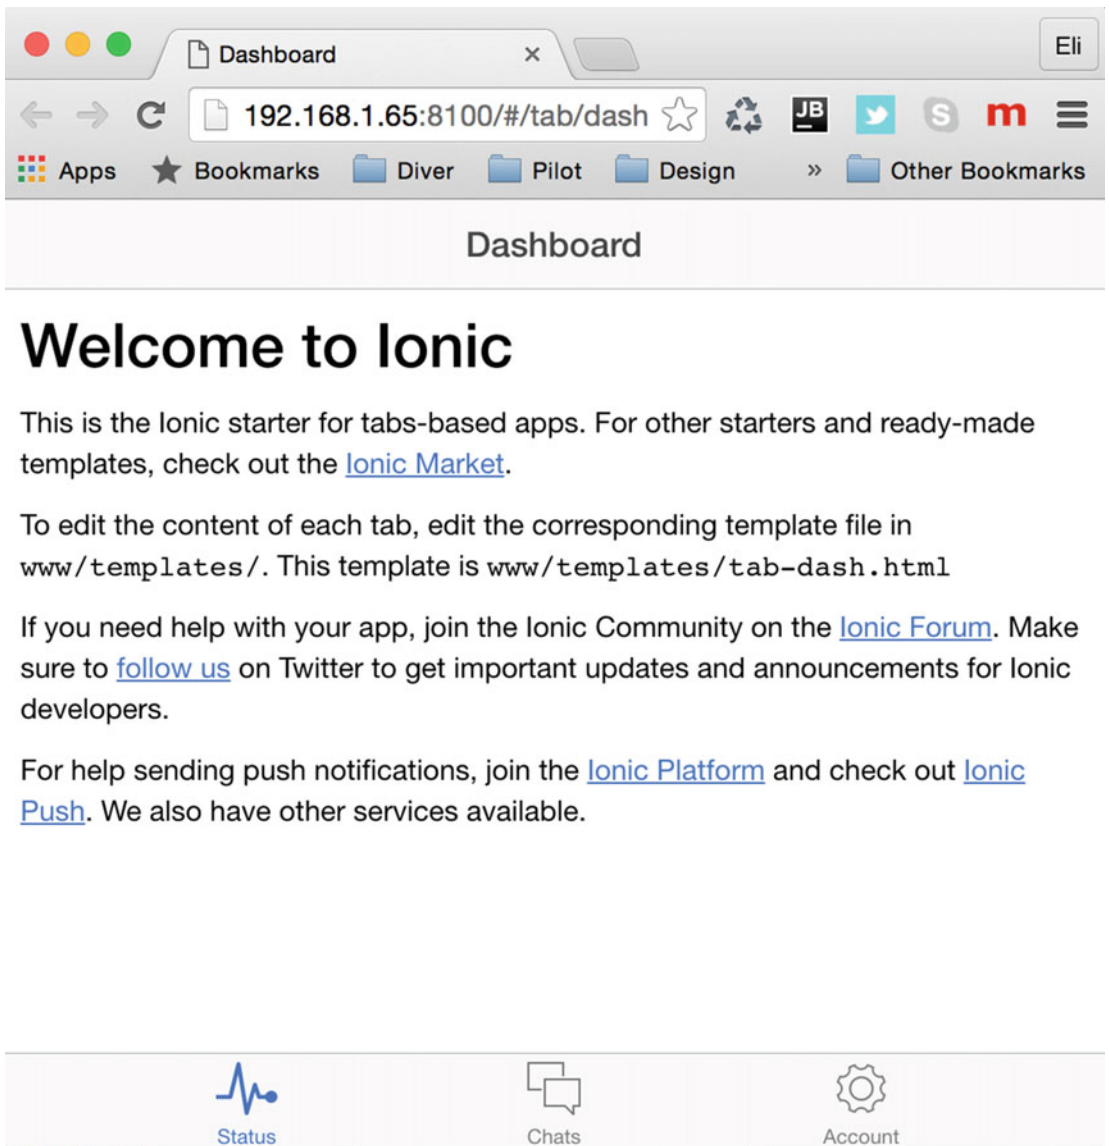 Dashboard
Eli
192.168.1.65:8100/#/tab/dash
JB
S
m
Apps
Bookmarks
Diver
Pilot
Design
»
Other Bookmarks
Dashboard
Welcome to Ionic
This is the Ionic starter for tabs-based apps. For other starters and ready-made
templates, check out the Ionic Market.
To edit the content of each tab, edit the corresponding template file in
www/templates/. This template is www/templates/tab-dash.html
If you need help with your app, join the Ionic Community on the Ionic Forum. Make
sure to follow us on Twitter to get important updates and announcements for Ionic
developers.
For help sending push notifications, join the Ionic Platform and check out Ionic
Push. We also have other services available.
Status
Chats
Account